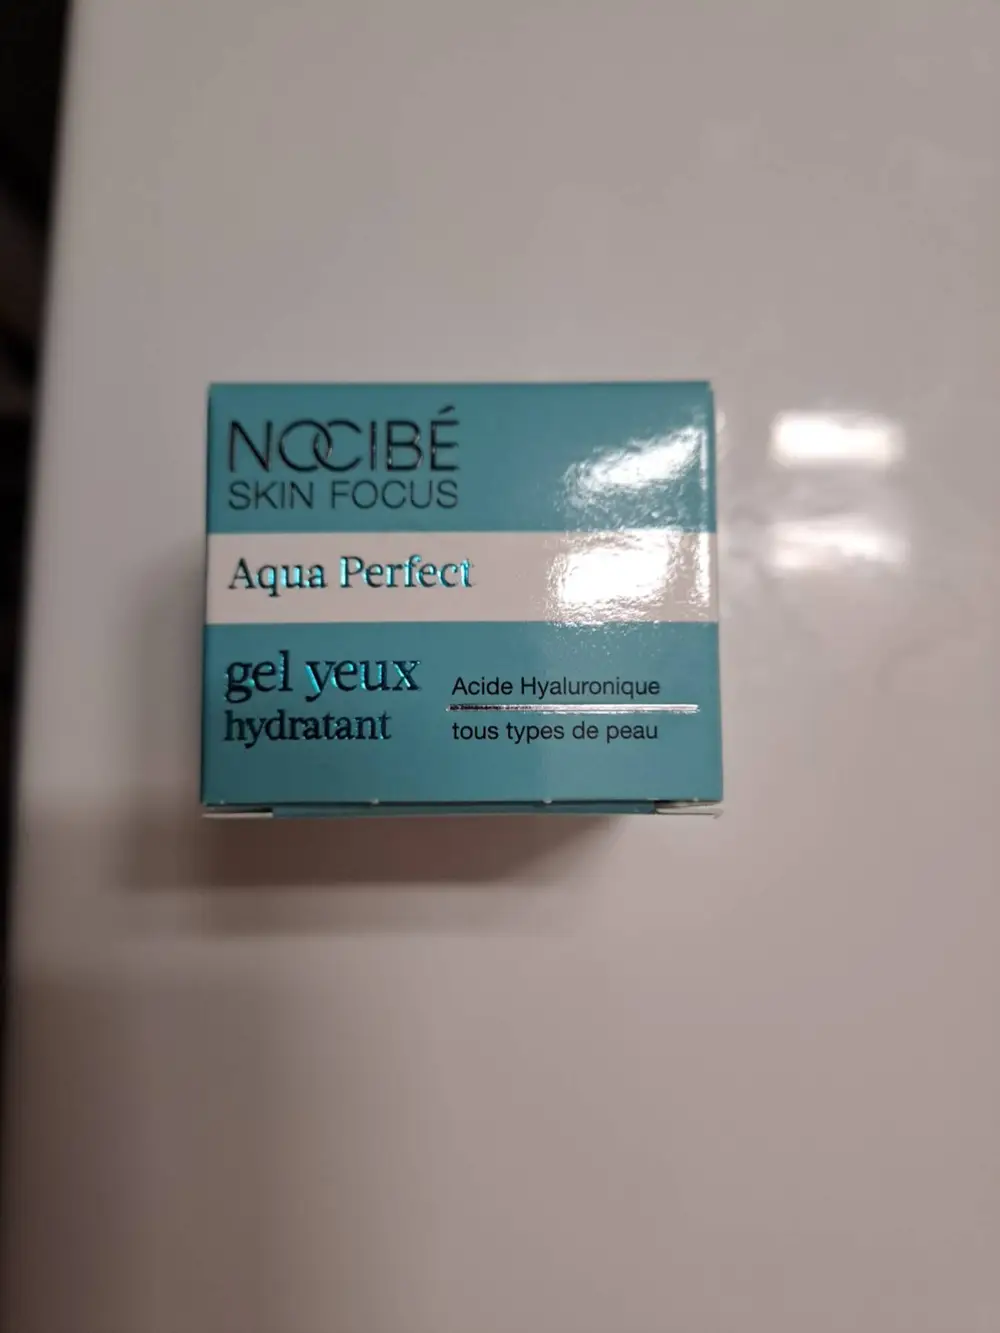 NOCIBÉ
SKIN FOCUS
Aqua Perfect
gel yeux
hydratant
Acide Hyaluronique
tous types de peau